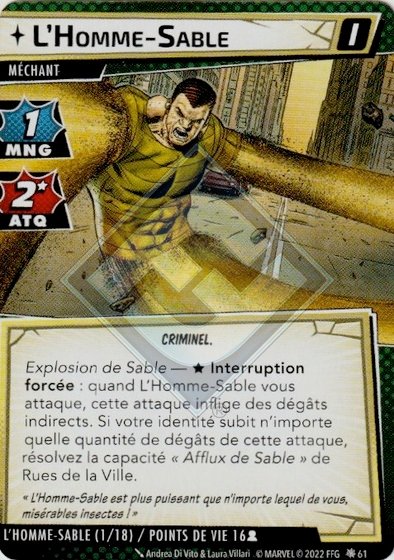 L'Homme-Sable
I
MÉCHANT
1
MNG
2*
ATQ
CRIMINEL.
Explosion de Sable — ★ Interruption
forcée : quand L'Homme-Sable vous
attaque, cette attaque inflige des dégâts
indirects. Si votre identité subit n'importe
quelle quantité de dégâts de cette attaque,
résolvez la capacité « Afflux de Sable » de
Rues de la Ville.
« L'Homme-Sable est plus puissant que n'importe lequel de vous,
misérables insectes ! »
L'HOMME-SABLE (1/18) / POINTS DE VIE 16
Andrea Di Vito & Laura Villari © MARVEL © 2022 FFG 61